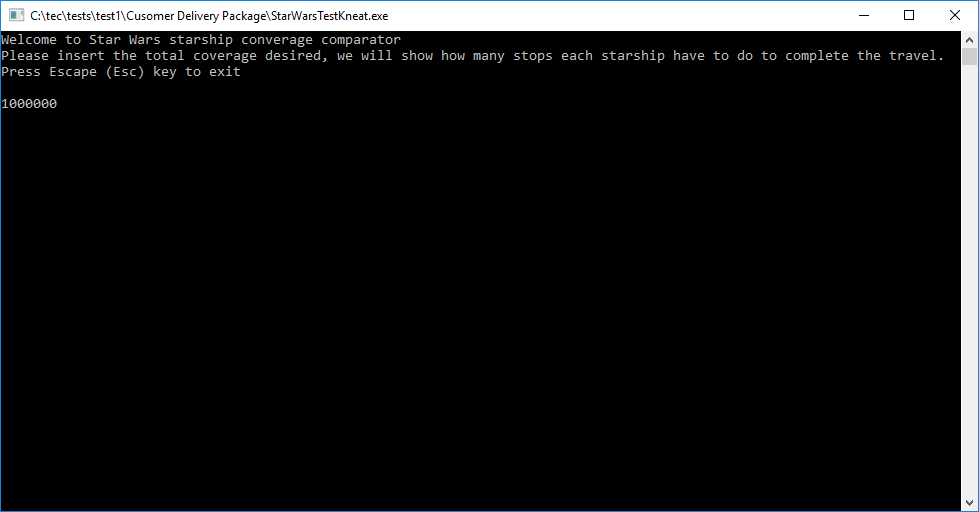 C:\tec\tests\test1\Cusomer Delivery Package\StarWarsTestKneat.exe
Welcome to Star Wars starship converage comparator
Please insert the total coverage desired, we will show how many stops each starship have to do to complete the travel.
Press Escape (Esc) key to exit
1000000